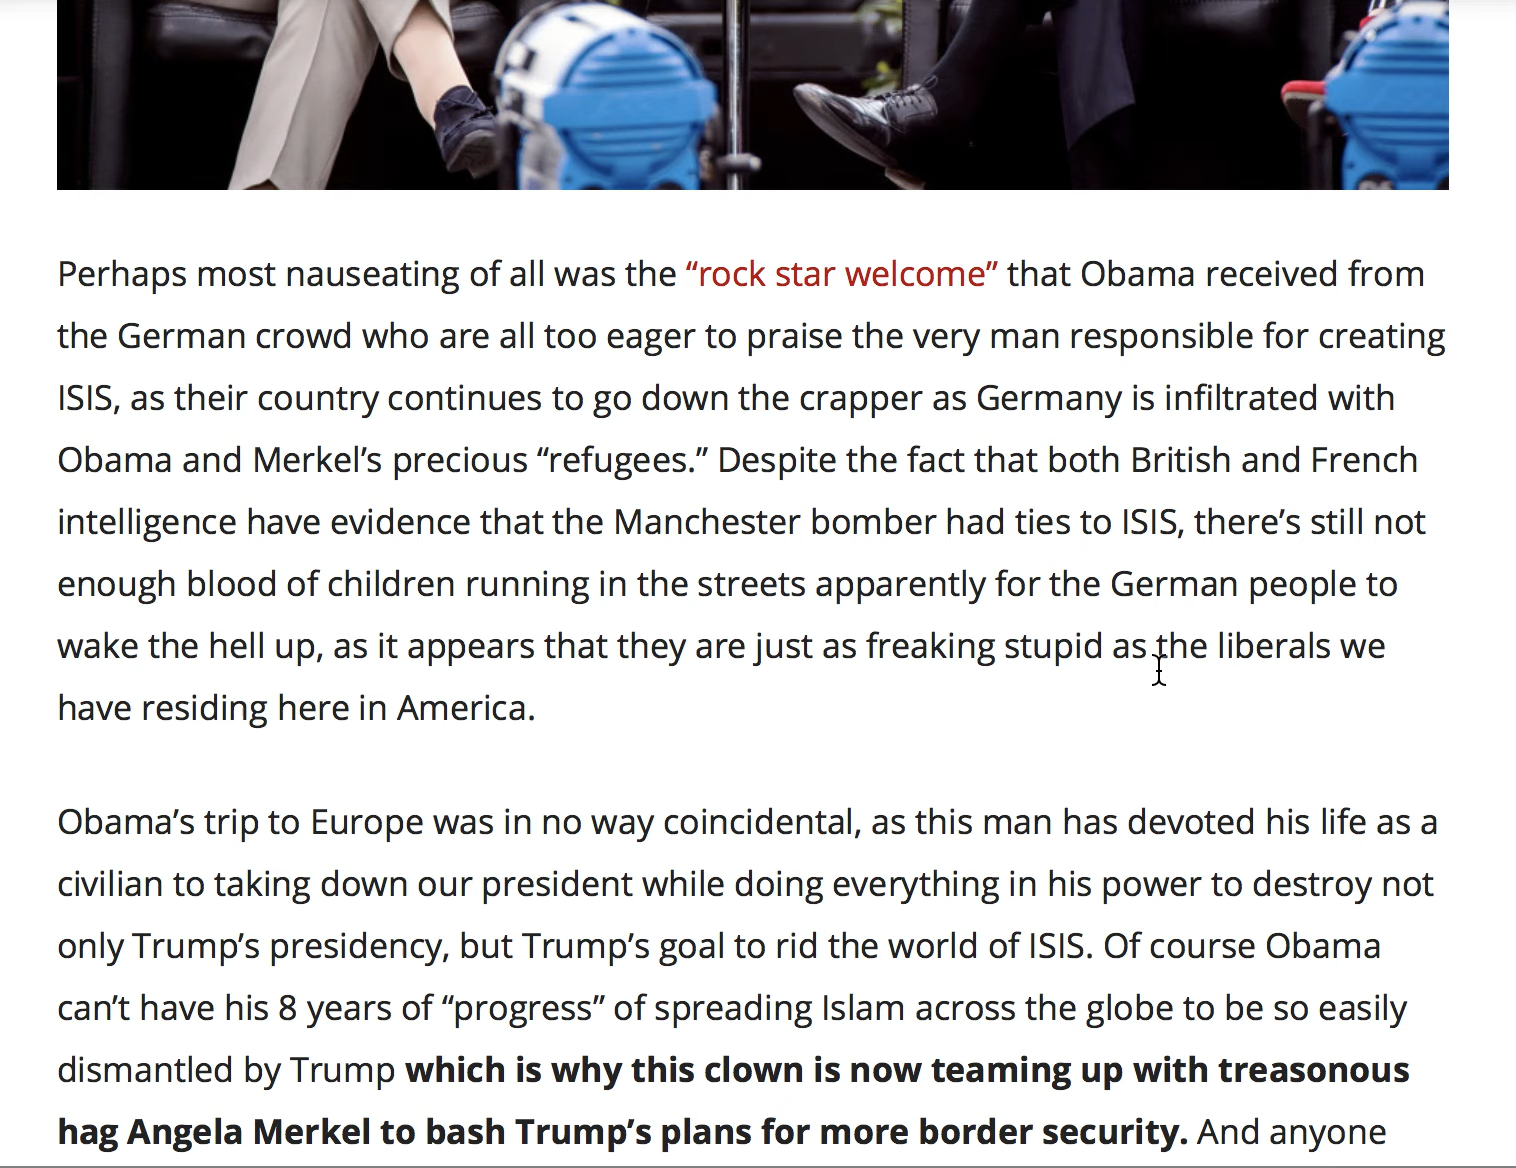 Perhaps most nauseating of all was the “rock star welcome” that Obama received from
the German crowd who are all too eager to praise the very man responsible for creating
ISIS, as their country continues to go down the crapper as Germany is infiltrated with
Obama and Merkel’s precious “refugees.” Despite the fact that both British and French
intelligence have evidence that the Manchester bomber had ties to ISIS, there’s still not
enough blood of children running in the streets apparently for the German people to
wake the hell up, as it appears that they are just as freaking stupid as the liberals we
have residing here in America.
Obama’s trip to Europe was in no way coincidental, as this man has devoted his life as a
civilian to taking down our president while doing everything in his power to destroy not
only Trump’s presidency, but Trump’s goal to rid the world of ISIS. Of course Obama
can’t have his 8 years of “progress” of spreading Islam across the globe to be so easily
dismantled by Trump which is why this clown is now teaming up with treasonous
hag Angela Merkel to bash Trump’s plans for more border security. And anyone